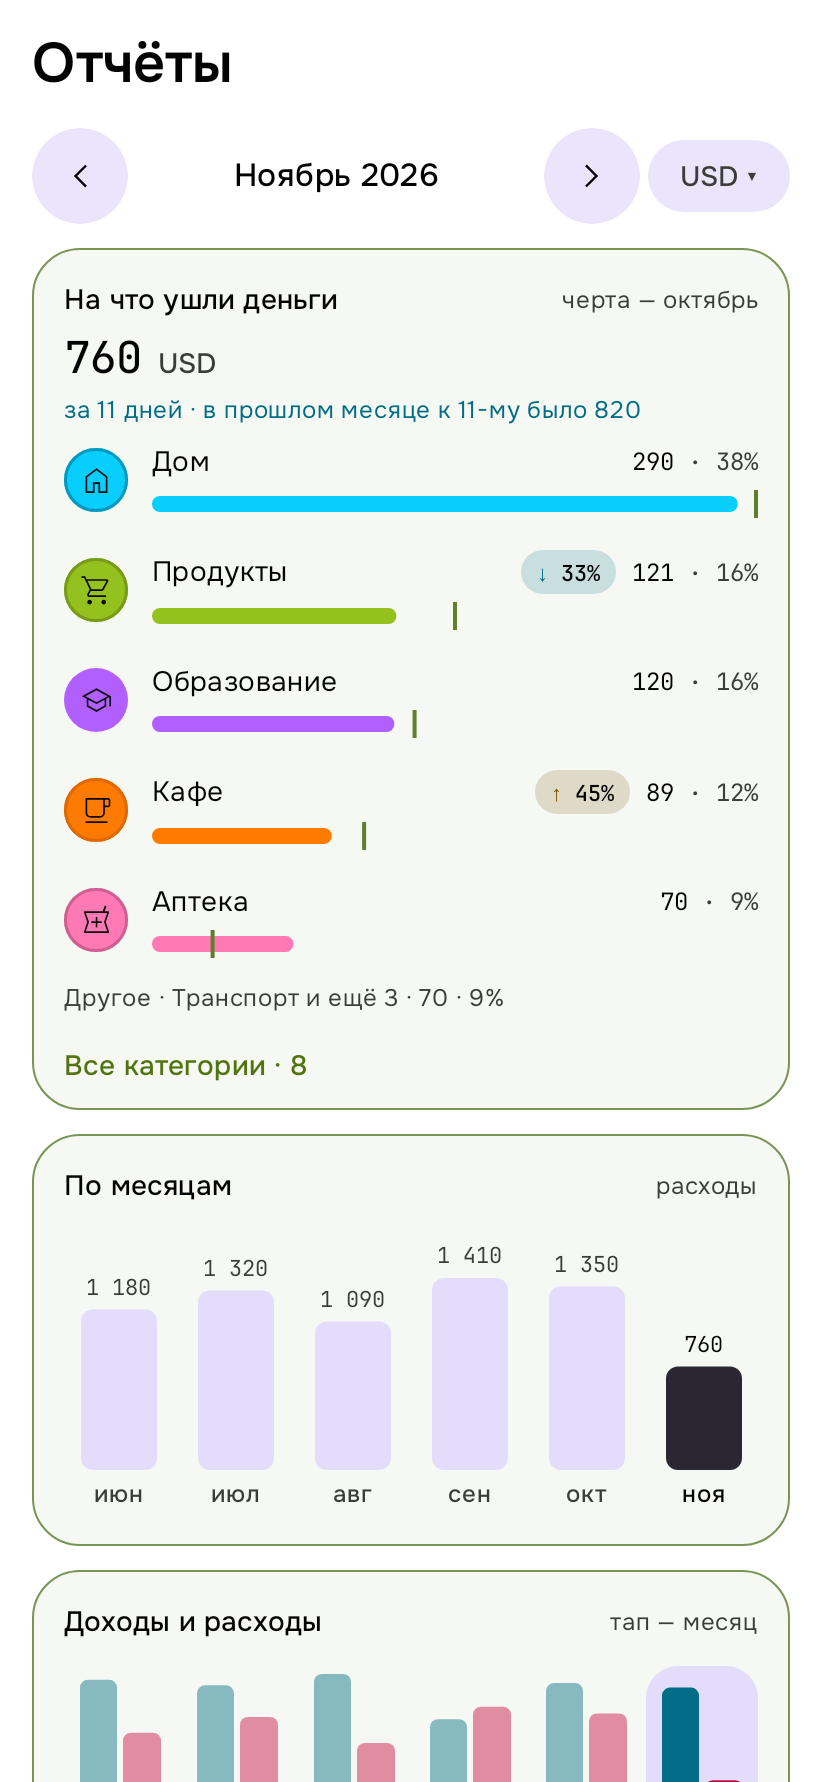 Отчёты
Ноябрь 2026
USD ▾
На что ушли деньги
черта — октябрь
760 USD
за 11 дней · в прошлом месяце к 11-му было 820
Дом 290 · 38%
Продукты ↓ 33% 121 · 16%
Образование 120 · 16%
Кафе ↑ 45% 89 · 12%
Аптека 70 · 9%
Другое · Транспорт и ещё 3 · 70 · 9%
Все категории · 8
По месяцам
расходы
1 180 1 320 1 090 1 410 1 350 760
июн июл авг сен окт ноя
Доходы и расходы
тап — месяц